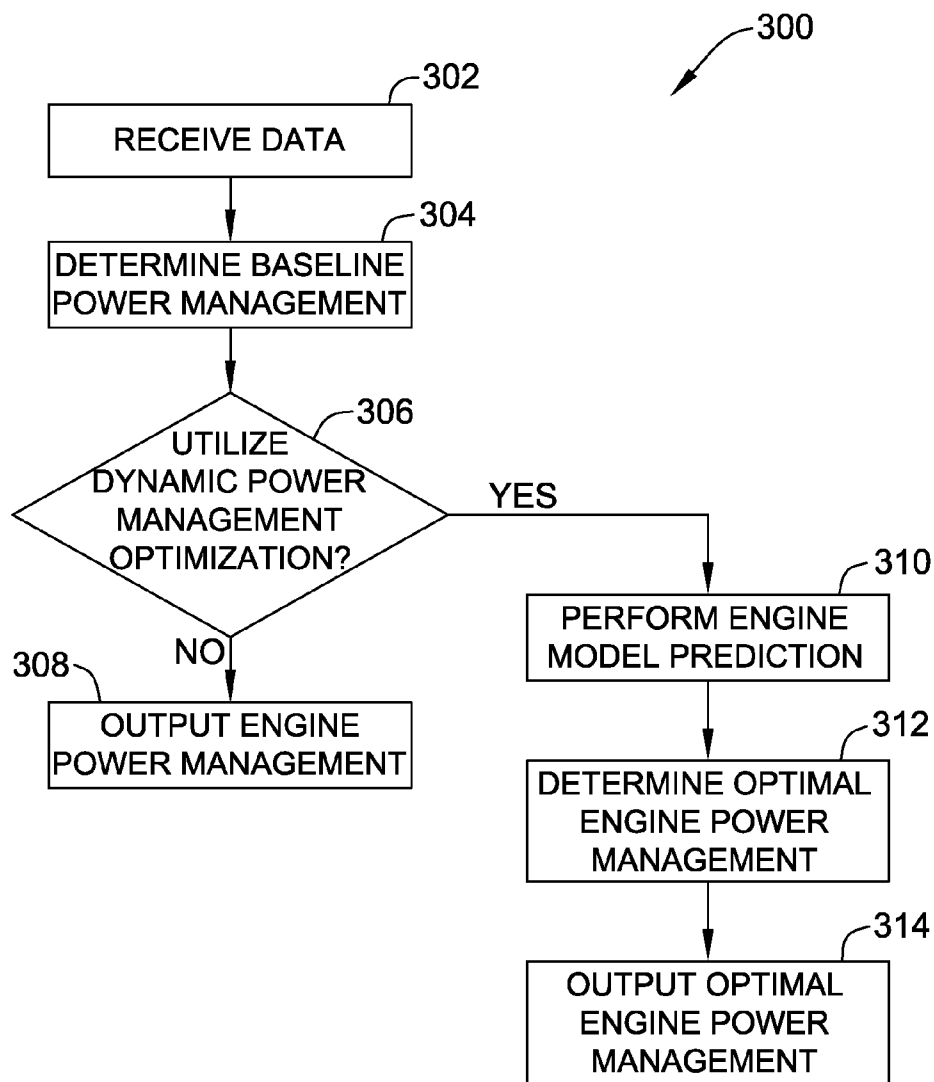 300
302
RECEIVE DATA
304
DETERMINE BASELINE
POWER MANAGEMENT
306
UTILIZE
DYNAMIC POWER
MANAGEMENT
OPTIMIZATION?
YES
NO
308
OUTPUT ENGINE
POWER MANAGEMENT
310
PERFORM ENGINE
MODEL PREDICTION
312
DETERMINE OPTIMAL
ENGINE POWER
MANAGEMENT
314
OUTPUT OPTIMAL
ENGINE POWER
MANAGEMENT